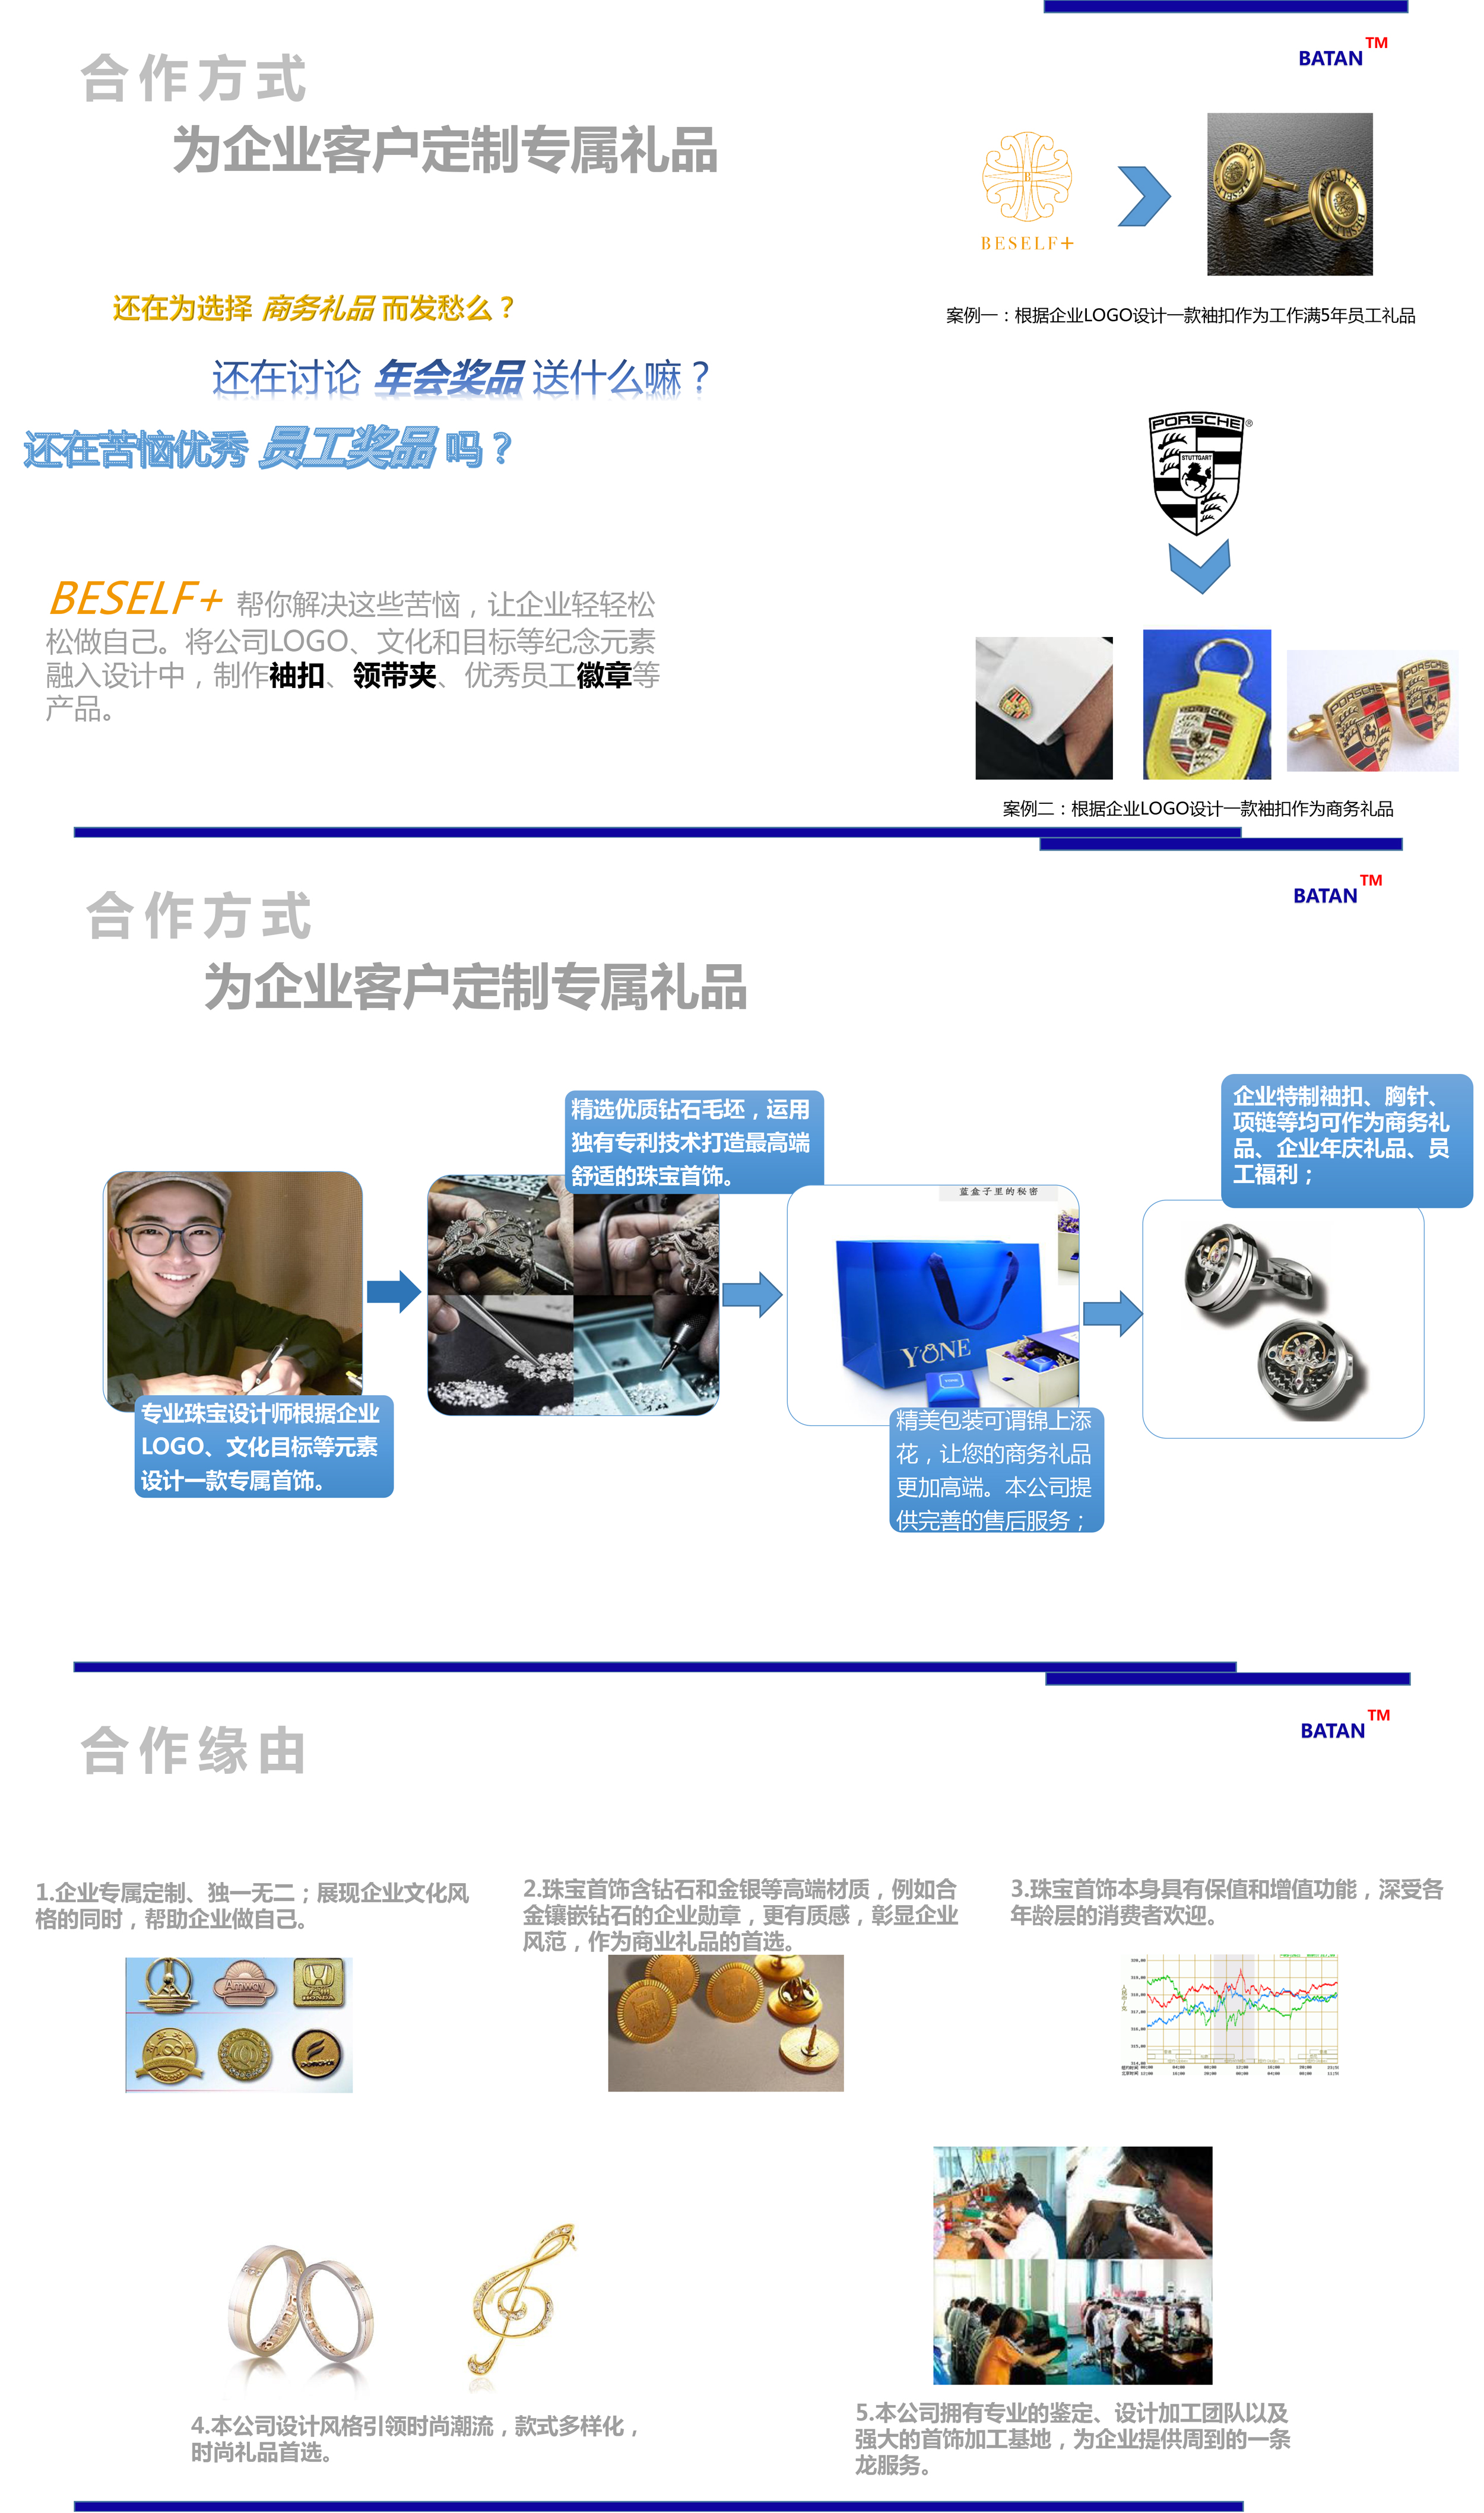 BATAN TM
合作方式
为企业客户定制专属礼品
BESELF+
还在为选择 商务礼品 而发愁么？
案例一：根据企业LOGO设计一款袖扣作为工作满5年员工礼品
还在讨论 年会奖品 送什么嘛？
还在苦恼优秀 员工奖品 吗？
PORSCHE
STUTTGART
BESELF+ 帮你解决这些苦恼，让企业轻轻松
松做自己。将公司LOGO、文化和目标等纪念元素
融入设计中，制作袖扣、领带夹、优秀员工徽章等
产品。
案例二：根据企业LOGO设计一款袖扣作为商务礼品
BATAN TM
合作方式
为企业客户定制专属礼品
专业珠宝设计师根据企业
LOGO、文化目标等元素
设计一款专属首饰。
精选优质钻石毛坯，运用
独有专利技术打造最高端
舒适的珠宝首饰。
蓝盒子里的秘密
YONE
精美包装可谓锦上添
花，让您的商务礼品
更加高端。本公司提
供完善的售后服务；
企业特制袖扣、胸针、
项链等均可作为商务礼
品、企业年庆礼品、员
工福利；
BATAN TM
合作缘由
1.企业专属定制、独一无二；展现企业文化风
格的同时，帮助企业做自己。
Amway
HONDA
2.珠宝首饰含钻石和金银等高端材质，例如合
金镶嵌钻石的企业勋章，更有质感，彰显企业
风范，作为商业礼品的首选。
3.珠宝首饰本身具有保值和增值功能，深受各
年龄层的消费者欢迎。
4.本公司设计风格引领时尚潮流，款式多样化，
时尚礼品首选。
5.本公司拥有专业的鉴定、设计加工团队以及
强大的首饰加工基地，为企业提供周到的一条
龙服务。